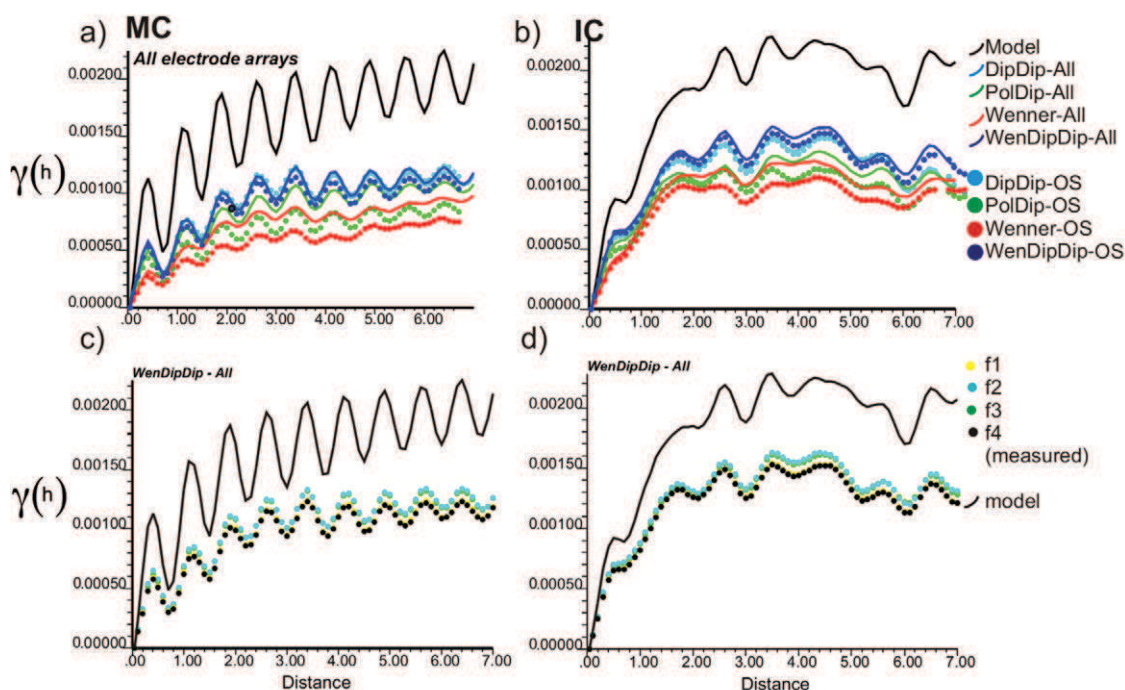 a) MC
All electrode arrays
γ(h)
0.00200
0.00150
0.00100
0.00050
0.00000
.00 1.00 2.00 3.00 4.00 5.00 6.00
b) IC
0.00200
0.00150
0.00100
0.00050
0.00000
.00 1.00 2.00 3.00 4.00 5.00 6.00 7.00
Model
DipDip-All
PolDip-All
Wenner-All
WenDipDip-All
DipDip-OS
PolDip-OS
Wenner-OS
WenDipDip-OS
c)
WenDipDip - All
γ(h)
0.00200
0.00150
0.00100
0.00050
0.00000
.00 1.00 2.00 3.00 4.00 5.00 6.00 7.00
Distance
d)
WenDipDip - All
0.00200
0.00150
0.00100
0.00050
0.00000
.00 1.00 2.00 3.00 4.00 5.00 6.00 7.00
Distance
f1
f2
f3
f4
(measured)
model